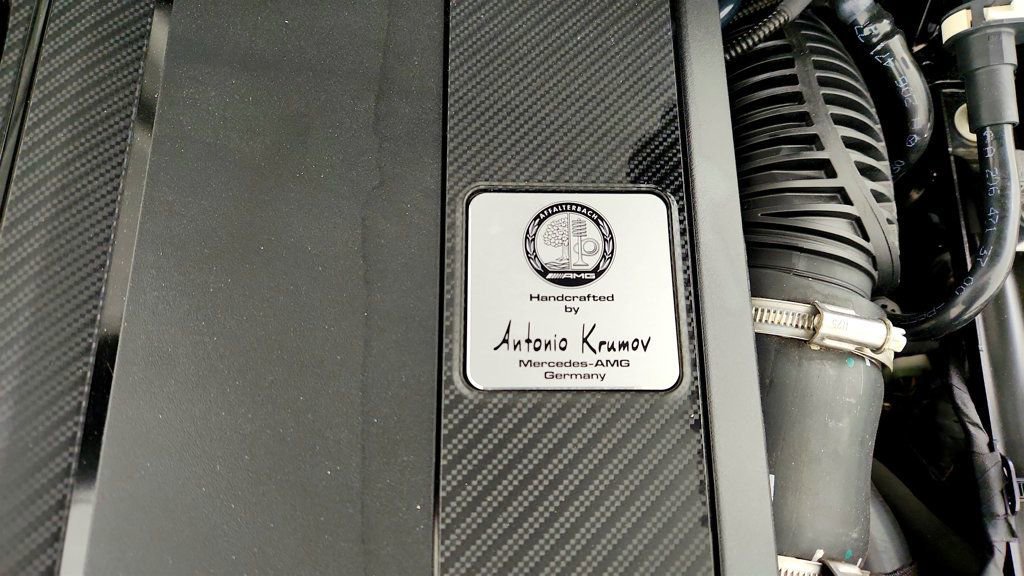 AFFALTERBACH
AMG
Handcrafted
by
Antonio Krumov
Mercedes-AMG
Germany